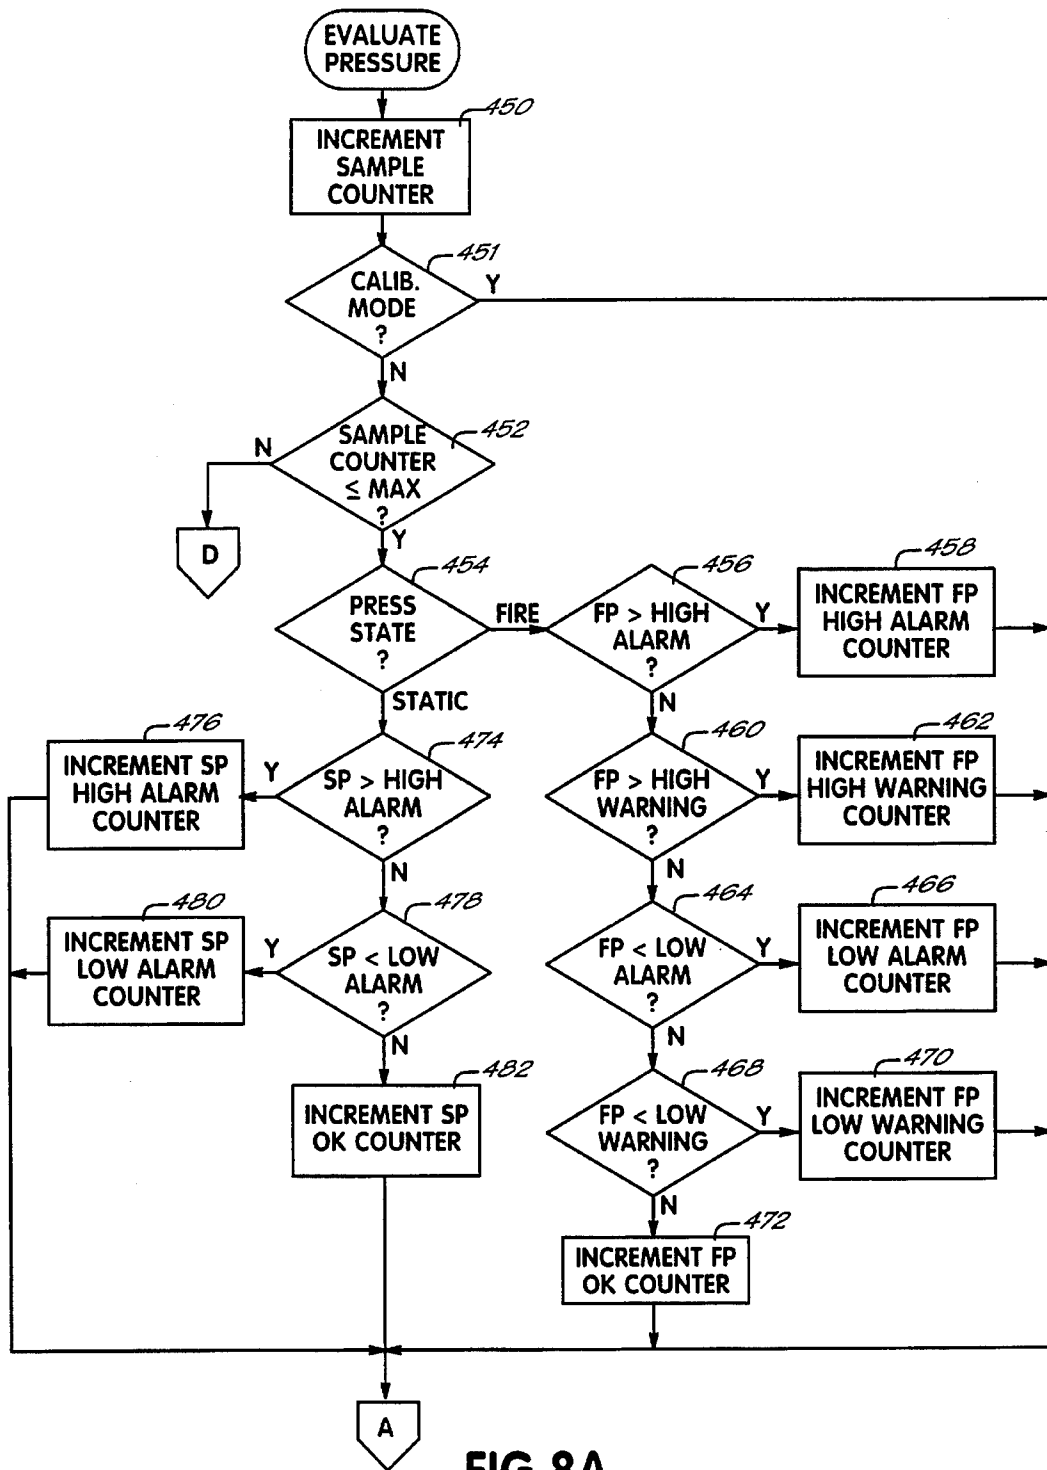 EVALUATE
PRESSURE
450
INCREMENT
SAMPLE
COUNTER
451
CALIB.
MODE
?
Y
N
452
SAMPLE
COUNTER
≤ MAX
?
N
Y
D
454
PRESS
STATE
?
FIRE
STATIC
456
FP > HIGH
ALARM
?
Y
N
458
INCREMENT FP
HIGH ALARM
COUNTER
476
INCREMENT SP
HIGH ALARM
COUNTER
Y
474
SP > HIGH
ALARM
?
N
460
FP > HIGH
WARNING
?
Y
N
462
INCREMENT FP
HIGH WARNING
COUNTER
480
INCREMENT SP
LOW ALARM
COUNTER
Y
478
SP < LOW
ALARM
?
N
464
FP < LOW
ALARM
?
Y
N
466
INCREMENT FP
LOW ALARM
COUNTER
482
INCREMENT SP
OK COUNTER
468
FP < LOW
WARNING
?
Y
N
470
INCREMENT FP
LOW WARNING
COUNTER
472
INCREMENT FP
OK COUNTER
A
FIG. 8A